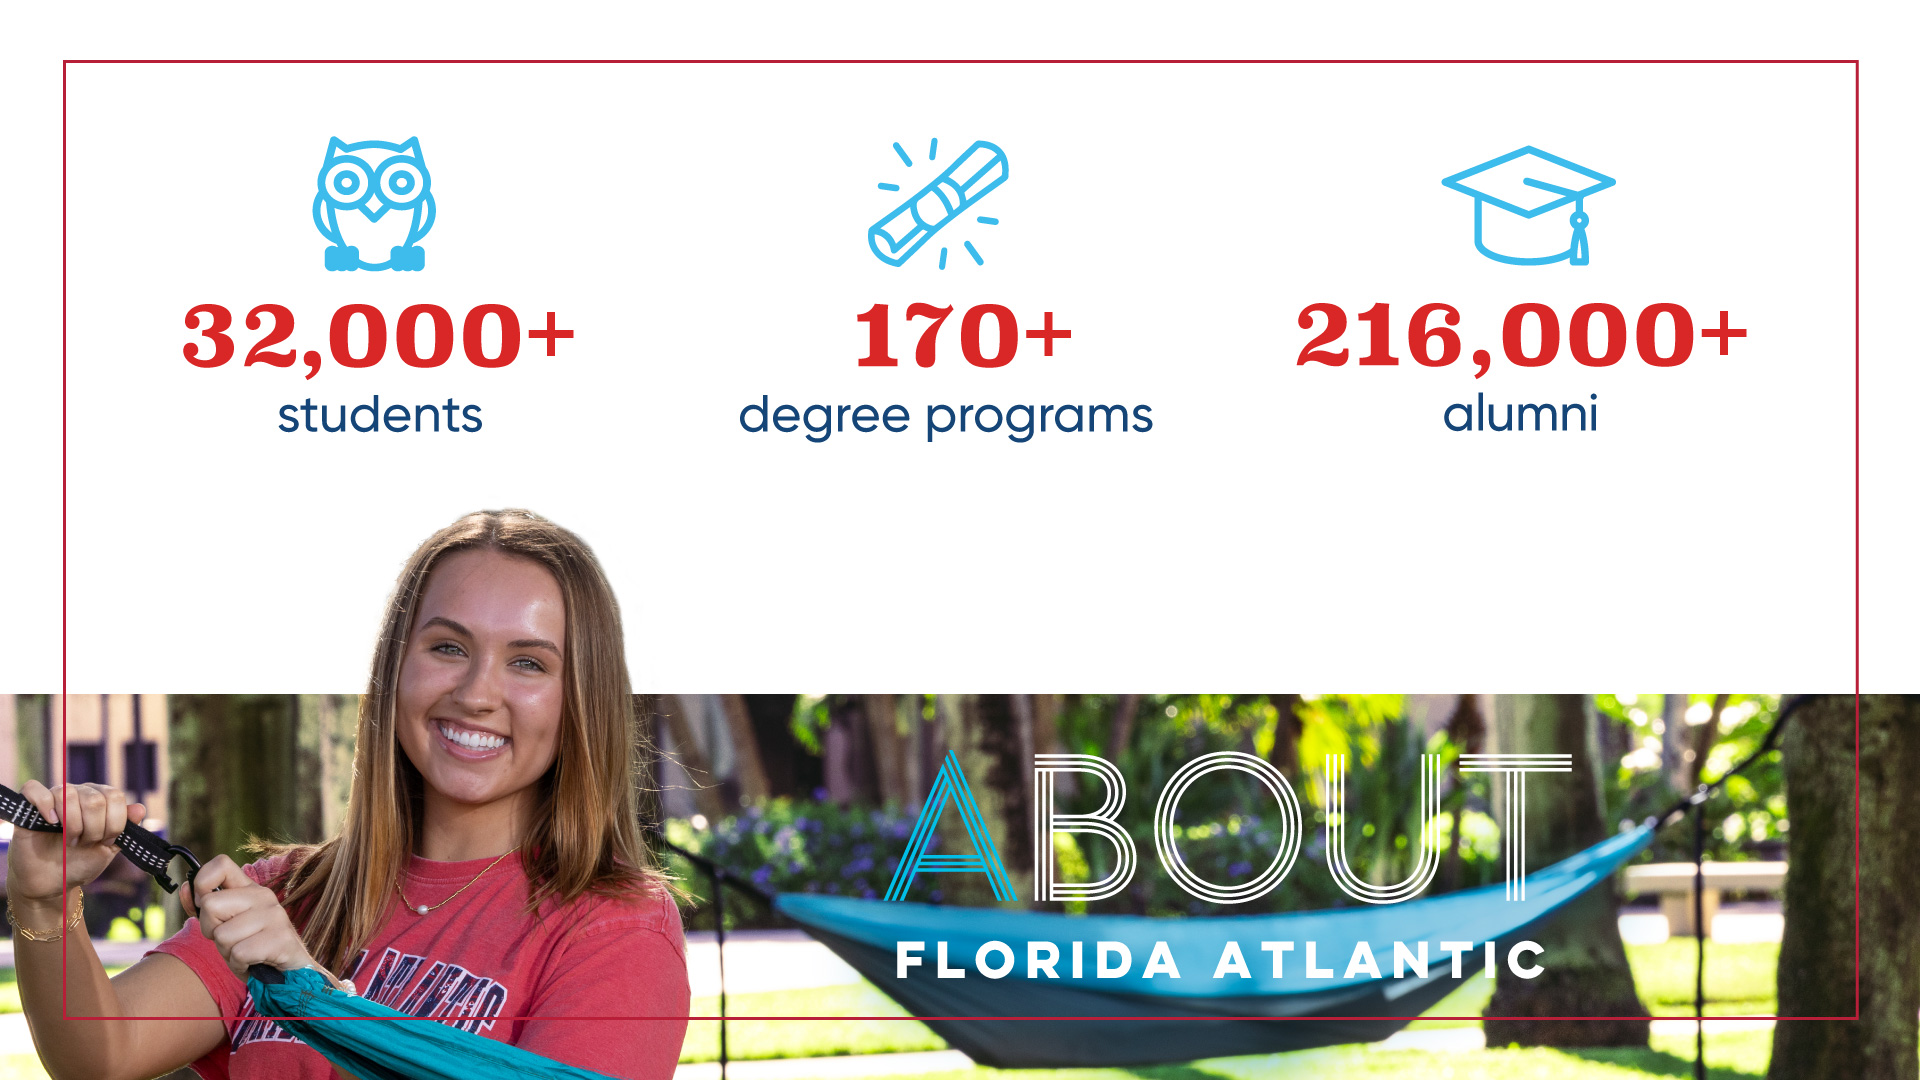 32,000+
students
170+
degree programs
216,000+
alumni
ABOUT
FLORIDA ATLANTIC